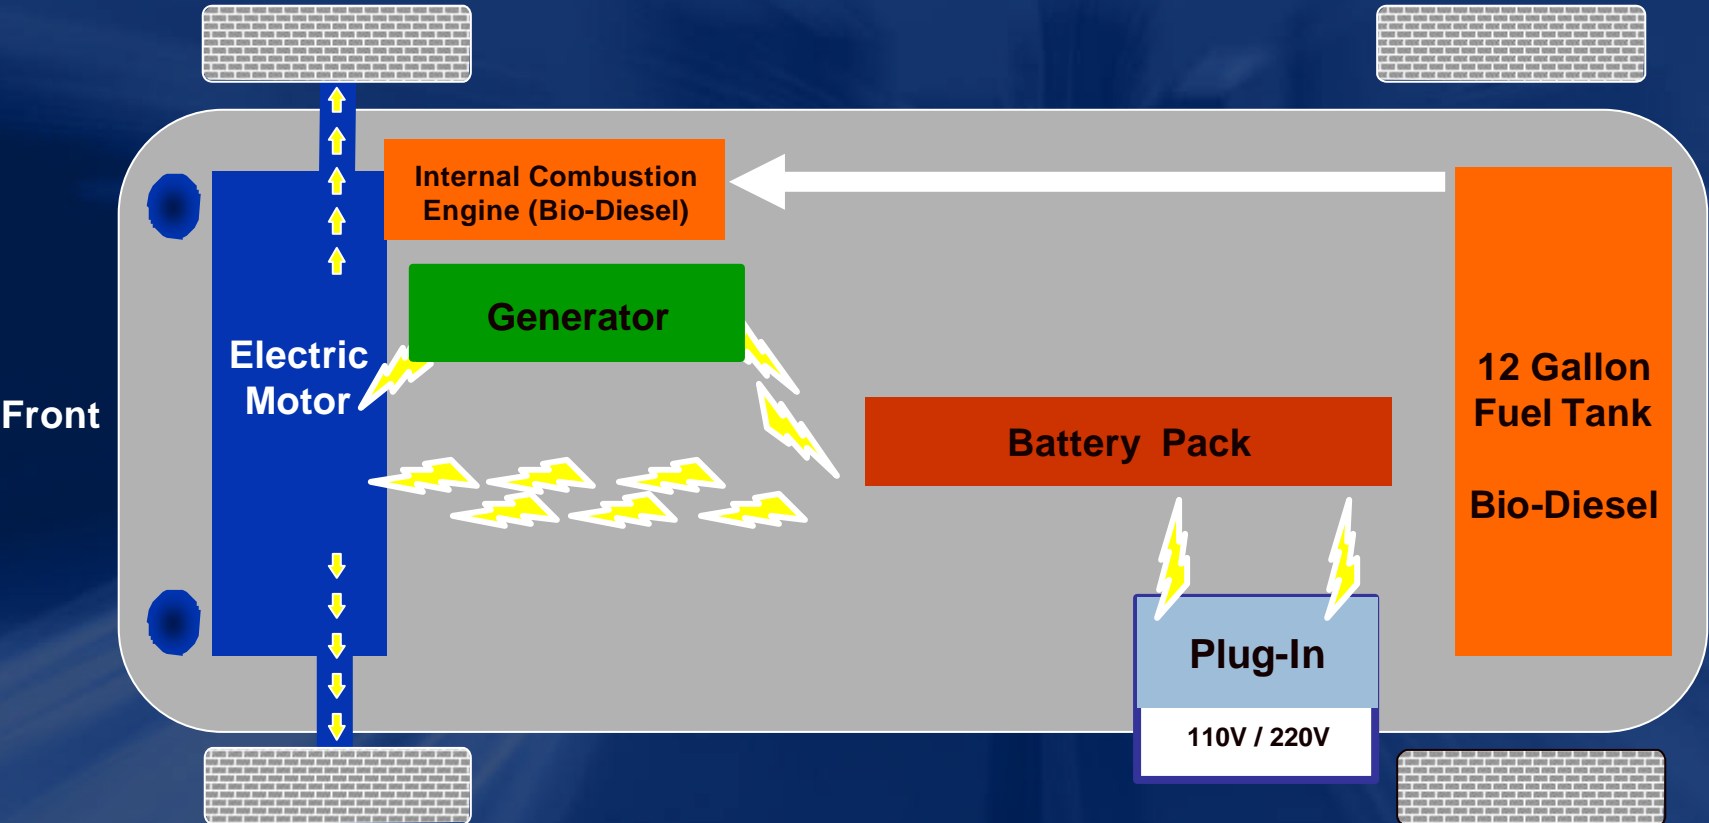 Internal Combustion
Engine (Bio-Diesel)
Generator
Electric
Motor
Front
Battery Pack
12 Gallon
Fuel Tank
Bio-Diesel
Plug-In
110V / 220V